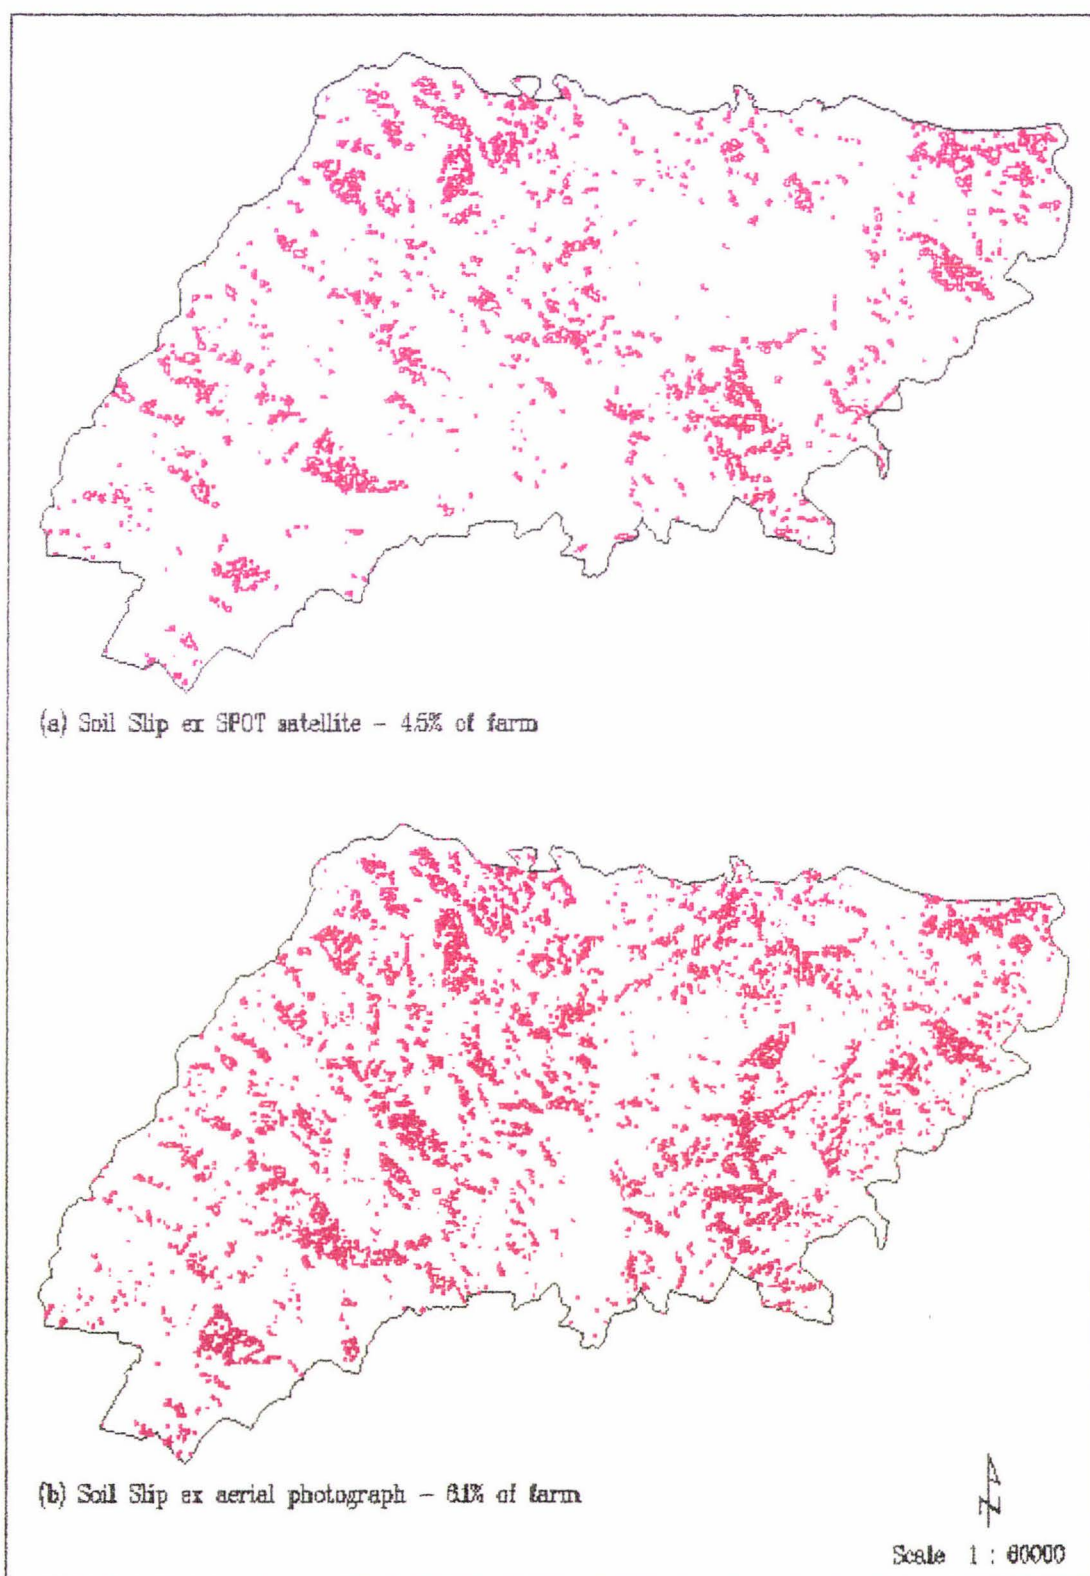 (a) Soil Slip ex SPOT satellite - 4.5% of farm
(b) Soil Slip ex aerial photograph - 6.1% of farm
N
Scale 1 : 60000